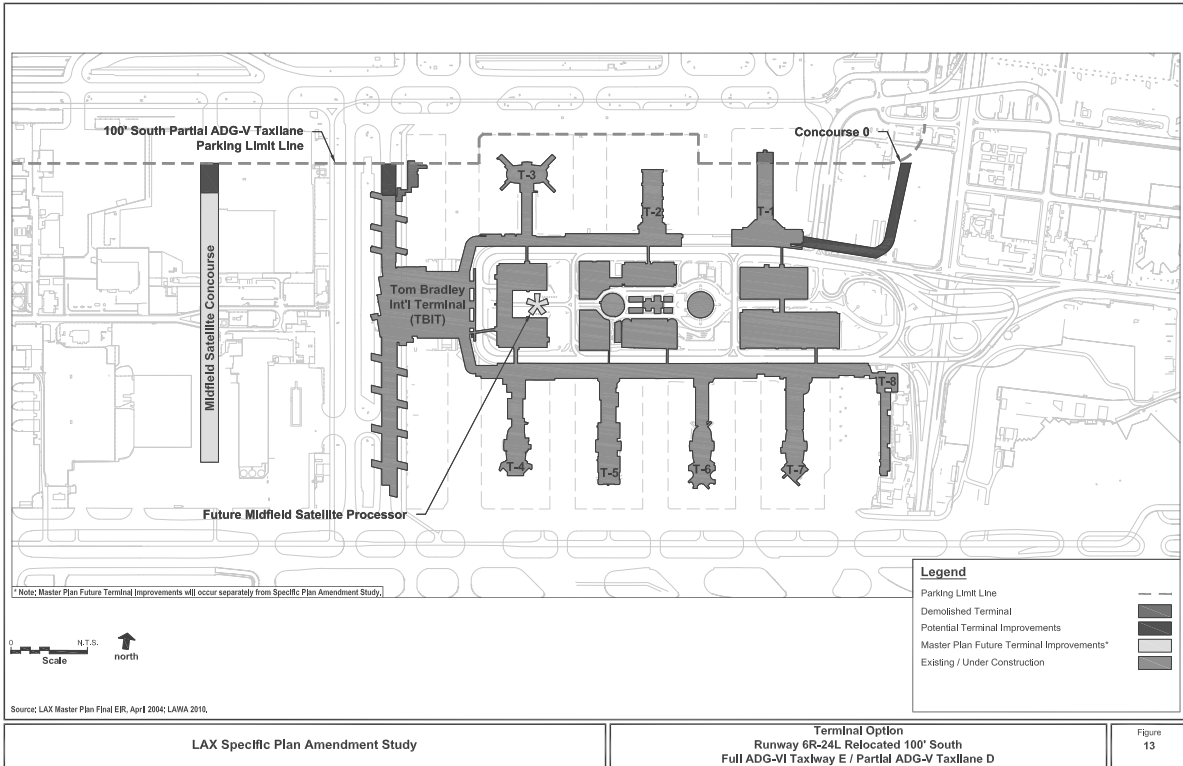 100' South Partial ADG-V Taxilane
Parking Limit Line
Concourse 0
T-3
T-2
T-1
Midfield Satellite Concourse
Tom Bradley
Int'l Terminal
(TBIT)
T-8
T-4
T-5
T-6
T-7
Future Midfield Satellite Processor
* Note: Master Plan Future Terminal Improvements will occur separately from Specific Plan Amendment Study.
Legend
Parking Limit Line
Demolished Terminal
Potential Terminal Improvements
Master Plan Future Terminal Improvements*
Existing / Under Construction
0 N.T.S.
Scale
north
Source: LAX Master Plan Final EIR, April 2004; LAWA 2010.
LAX Specific Plan Amendment Study
Terminal Option
Runway 6R-24L Relocated 100' South
Full ADG-VI Taxiway E / Partial ADG-V Taxilane D
Figure
13